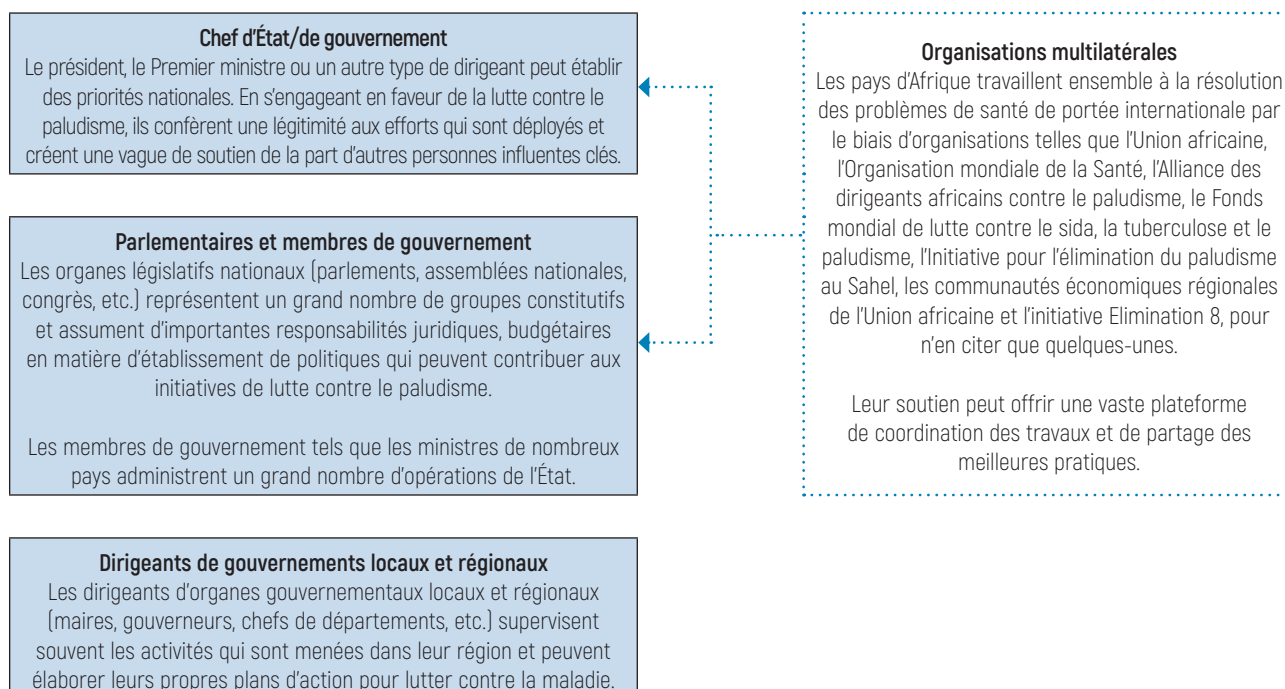 Chef d'État/de gouvernement
Le président, le Premier ministre ou un autre type de dirigeant peut établir
des priorités nationales. En s'engageant en faveur de la lutte contre le
paludisme, ils confèrent une légitimité aux efforts qui sont déployés et
créent une vague de soutien de la part d'autres personnes influentes clés.
Parlementaires et membres de gouvernement
Les organes législatifs nationaux (parlements, assemblées nationales,
congrès, etc.) représentent un grand nombre de groupes constitutifs
et assument d'importantes responsabilités juridiques, budgétaires
en matière d'établissement de politiques qui peuvent contribuer aux
initiatives de lutte contre le paludisme.
Les membres de gouvernement tels que les ministres de nombreux
pays administrent un grand nombre d'opérations de l'État.
Dirigeants de gouvernements locaux et régionaux
Les dirigeants d'organes gouvernementaux locaux et régionaux
(maires, gouverneurs, chefs de départements, etc.) supervisent
souvent les activités qui sont menées dans leur région et peuvent
élaborer leurs propres plans d'action pour lutter contre la maladie.
Organisations multilatérales
Les pays d'Afrique travaillent ensemble à la résolution
des problèmes de santé de portée internationale par
le biais d'organisations telles que l'Union africaine,
l'Organisation mondiale de la Santé, l'Alliance des
dirigeants africains contre le paludisme, le Fonds
mondial de lutte contre le sida, la tuberculose et le
paludisme, l'Initiative pour l'élimination du paludisme
au Sahel, les communautés économiques régionales
de l'Union africaine et l'initiative Elimination 8, pour
n'en citer que quelques-unes.
Leur soutien peut offrir une vaste plateforme
de coordination des travaux et de partage des
meilleures pratiques.